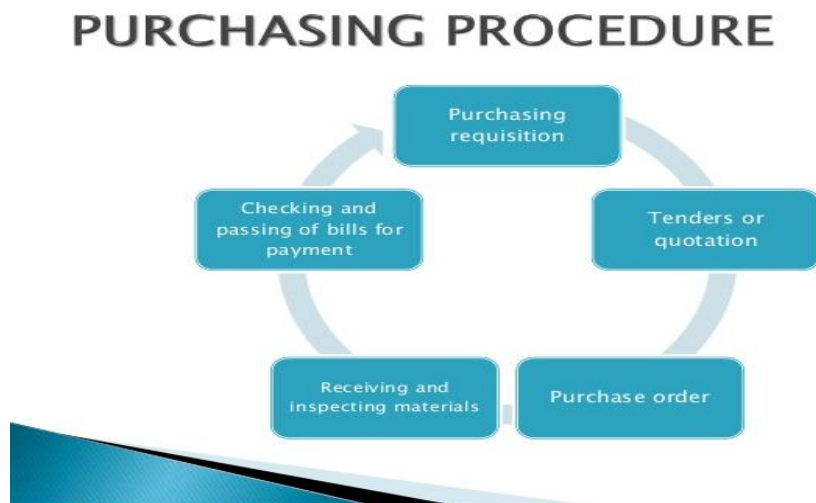 PURCHASING PROCEDURE
Purchasing
requisition
Tenders or
quotation
Purchase order
Receiving and
inspecting materials
Checking and
passing of bills for
payment